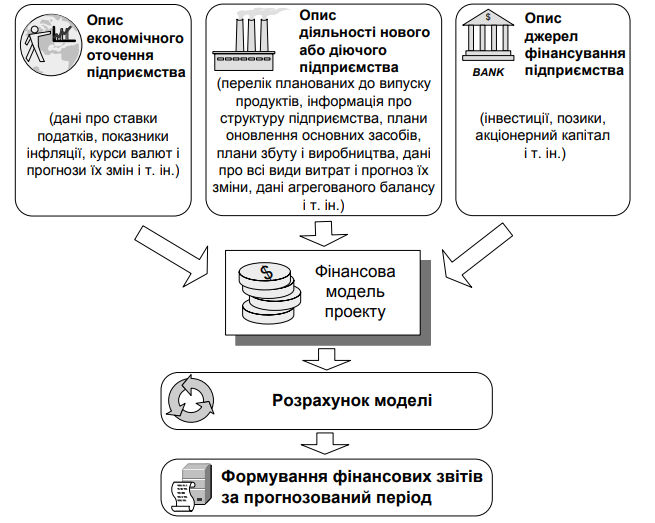 Опис
економічного
оточення
підприємства
(дані про ставки
податків, показники
інфляції, курси валют і
прогнози їх змін і т. ін.)
Опис
діяльності нового
або діючого
підприємства
(перелік планованих до випуску
продуктів, інформація про
структуру підприємства, плани
оновлення основних засобів,
плани збуту і виробництва, дані
про всі види витрат і прогноз їх
зміни, дані агрегованого балансу
і т. ін.)
$
BANK
Опис
джерел
фінансування
підприємства
(інвестиції, позики,
акціонерний капітал
і т. ін.)
$
Фінансова
модель
проекту
Розрахунок моделі
Формування фінансових звітів
за прогнозований період